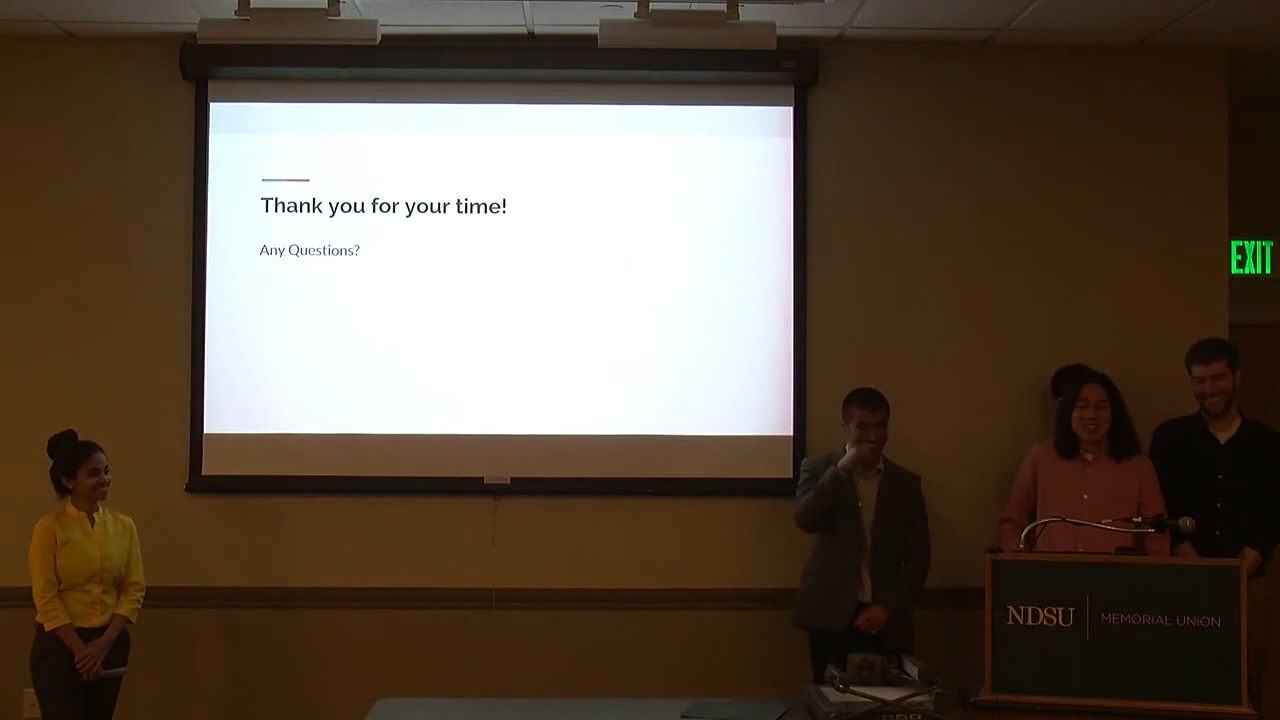 Thank you for your time!
Any Questions?
EXIT
NDSU
MEMORIAL UNION